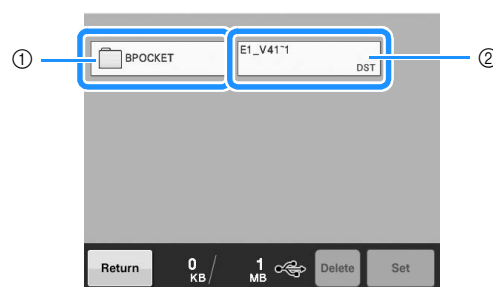 ① BPOCKET E1_V41~1 DST ②
Return 0 KB / 1 MB Delete Set